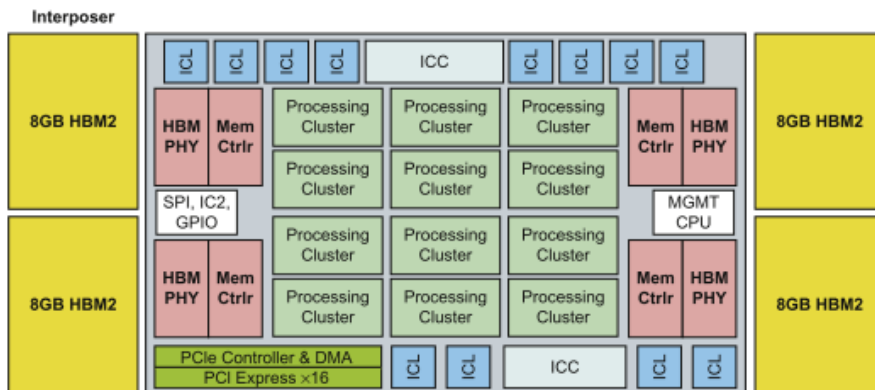 Interposer
8GB HBM2
ICL
ICL
ICL
ICL
ICC
ICL
ICL
ICL
ICL
8GB HBM2
HBM
PHY
Mem
Ctrlr
Processing
Cluster
Processing
Cluster
Processing
Cluster
Mem
Ctrlr
HBM
PHY
Processing
Cluster
Processing
Cluster
Processing
Cluster
SPI, IC2,
GPIO
MGMT
CPU
8GB HBM2
HBM
PHY
Mem
Ctrlr
Processing
Cluster
Processing
Cluster
Processing
Cluster
Mem
Ctrlr
HBM
PHY
8GB HBM2
Processing
Cluster
Processing
Cluster
Processing
Cluster
PCIe Controller & DMA
PCI Express ×16
ICL
ICL
ICC
ICL
ICL